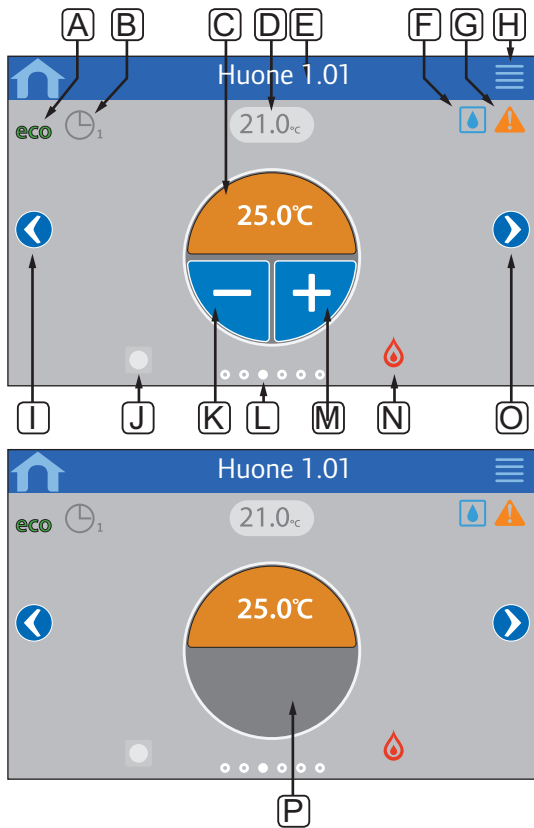 A B C D E F G H
Huone 1.01
eco 1 21.0°C
25.0°C
− +
I J K L M N O
Huone 1.01
eco 1 21.0°C
25.0°C
P